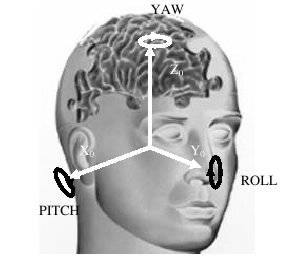 YAW
Z₀
X₀
Y₀
ROLL
PITCH